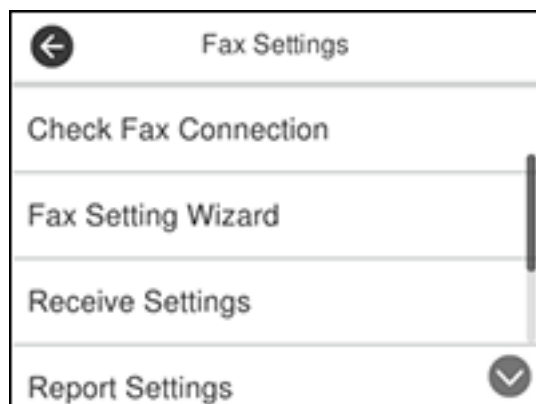 Fax Settings
Check Fax Connection
Fax Setting Wizard
Receive Settings
Report Settings